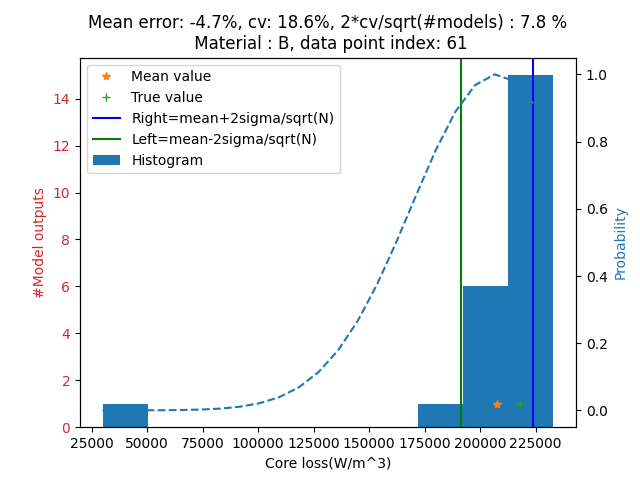 Mean error: -4.7%, cv: 18.6%, 2*cv/sqrt(#models) : 7.8 %
Material : B, data point index: 61
Mean value
True value
Right=mean+2sigma/sqrt(N)
Left=mean-2sigma/sqrt(N)
Histogram
#Model outputs
14
12
10
8
6
4
2
0
1.0
0.8
0.6
0.4
0.2
0.0
Probability
25000 50000 75000 100000 125000 150000 175000 200000 225000
Core loss(W/m^3)